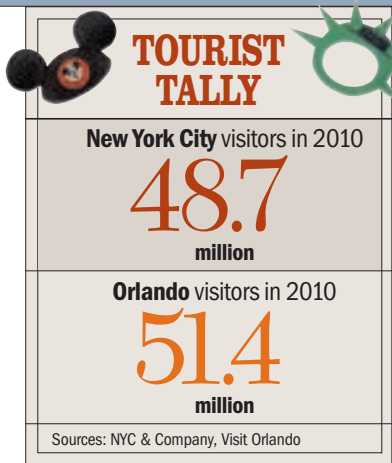 TOURIST
TALLY
New York City visitors in 2010
48.7
million
Orlando visitors in 2010
51.4
million
Sources: NYC & Company, Visit Orlando